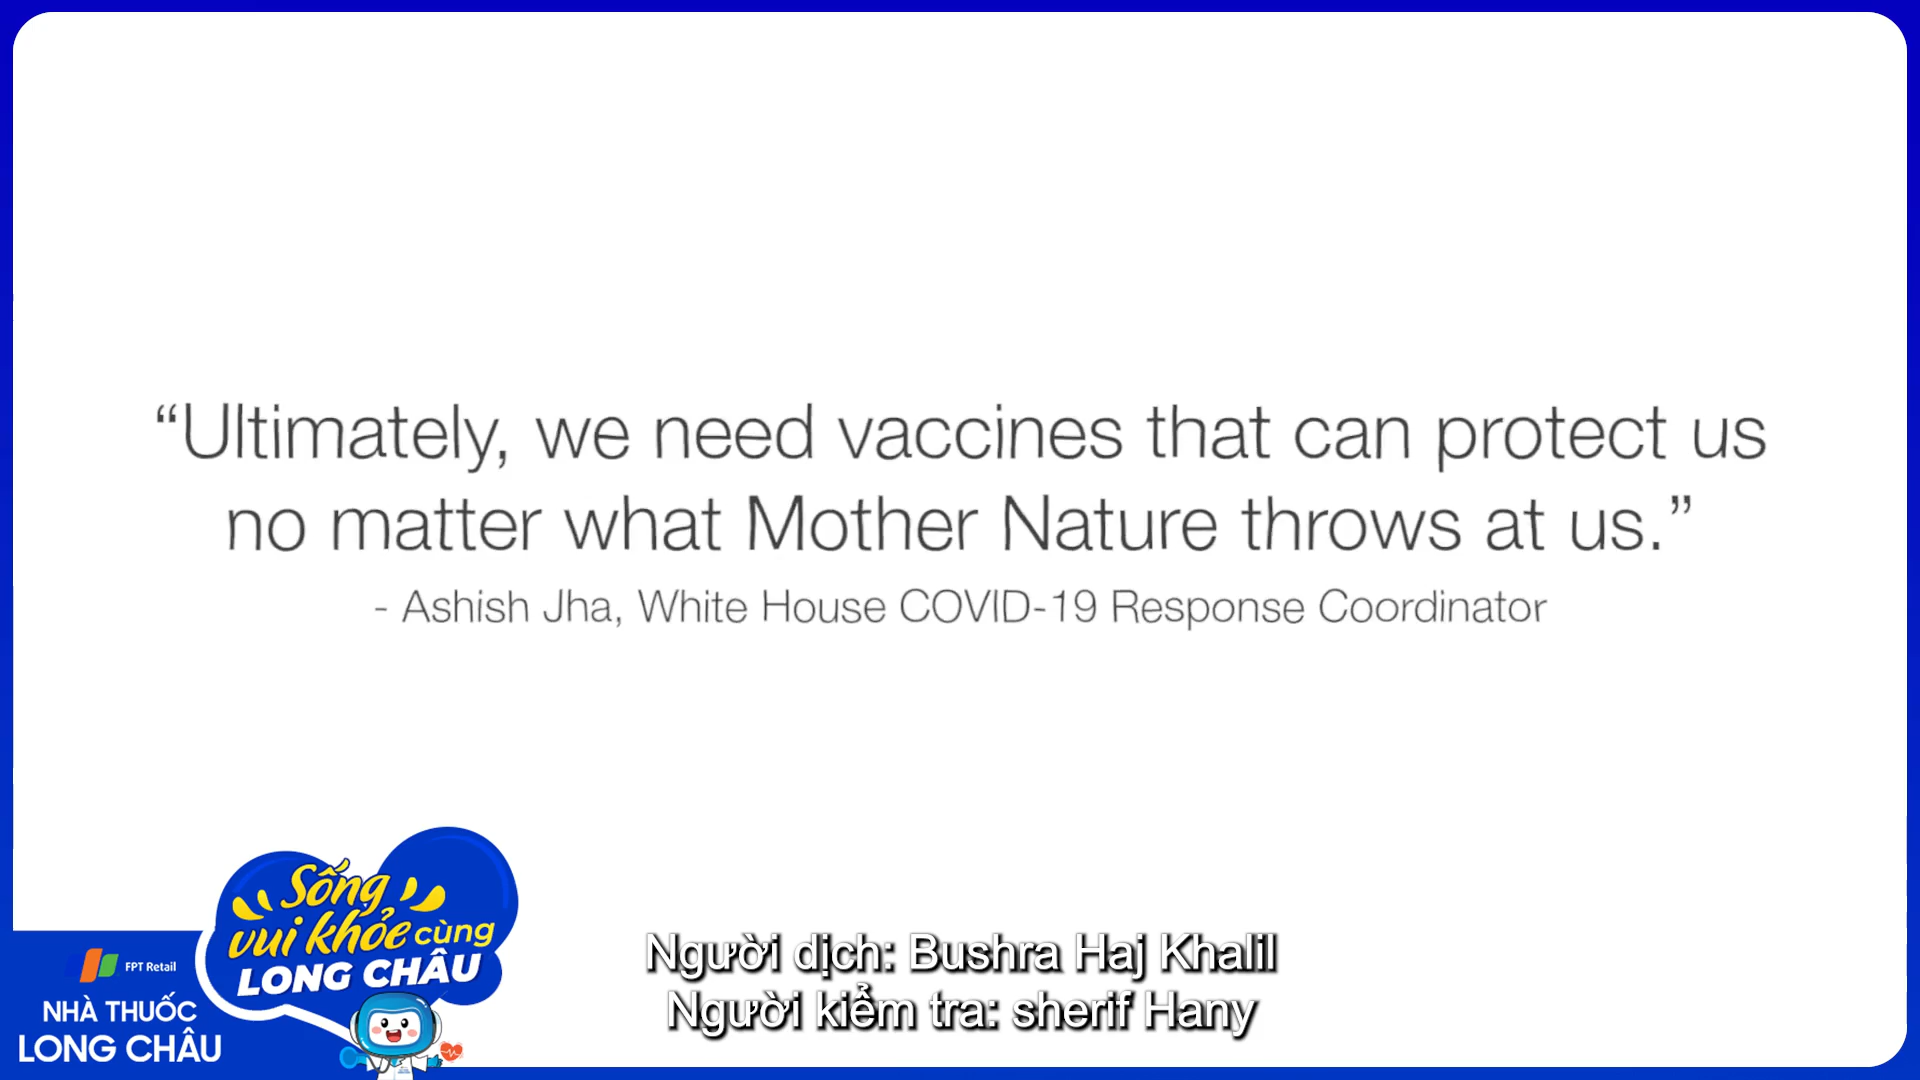 “Ultimately, we need vaccines that can protect us
no matter what Mother Nature throws at us.”
- Ashish Jha, White House COVID-19 Response Coordinator
Sống
vui khỏe cùng
LONG CHÂU
FPT Retail
NHÀ THUỐC
LONG CHÂU
Người dịch: Bushra Haj Khalil
Người kiểm tra: sherif Hany